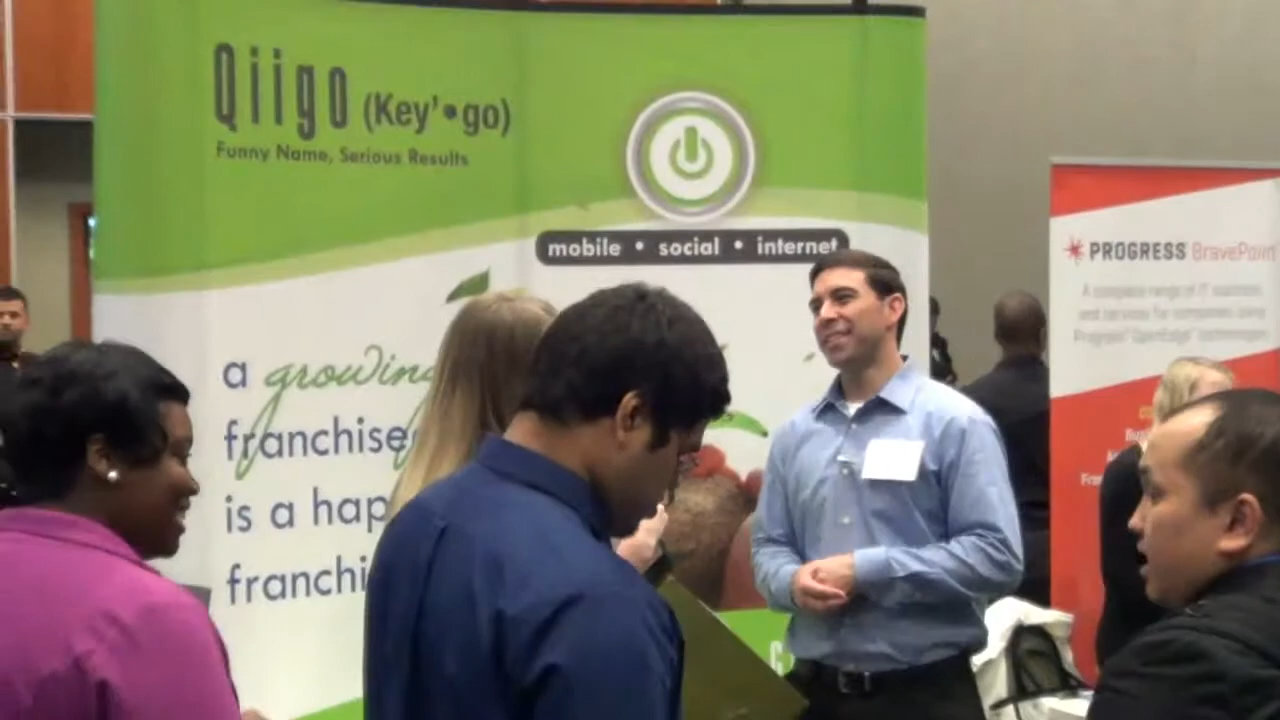 Qiigo (Key'•go)
Funny Name, Serious Results
mobile • social • internet
a growing
franchise
is a hap
franchi
PROGRESS BravePoint
A complete range of IT solutions
and services for companies using
Progress® OpenEdge® technologies